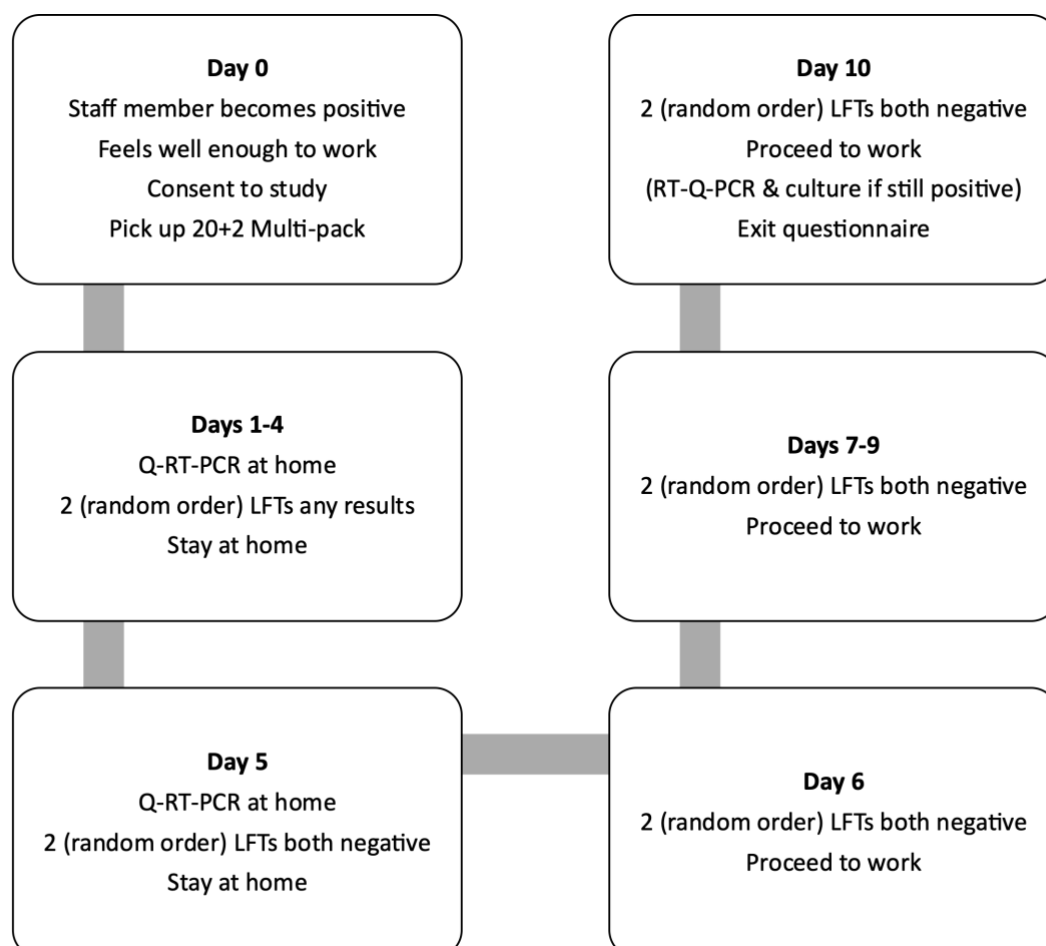 Day 0
Staff member becomes positive
Feels well enough to work
Consent to study
Pick up 20+2 Multi-pack
Days 1-4
Q-RT-PCR at home
2 (random order) LFTs any results
Stay at home
Day 5
Q-RT-PCR at home
2 (random order) LFTs both negative
Stay at home
Day 6
2 (random order) LFTs both negative
Proceed to work
Days 7-9
2 (random order) LFTs both negative
Proceed to work
Day 10
2 (random order) LFTs both negative
Proceed to work
(RT-Q-PCR & culture if still positive)
Exit questionnaire